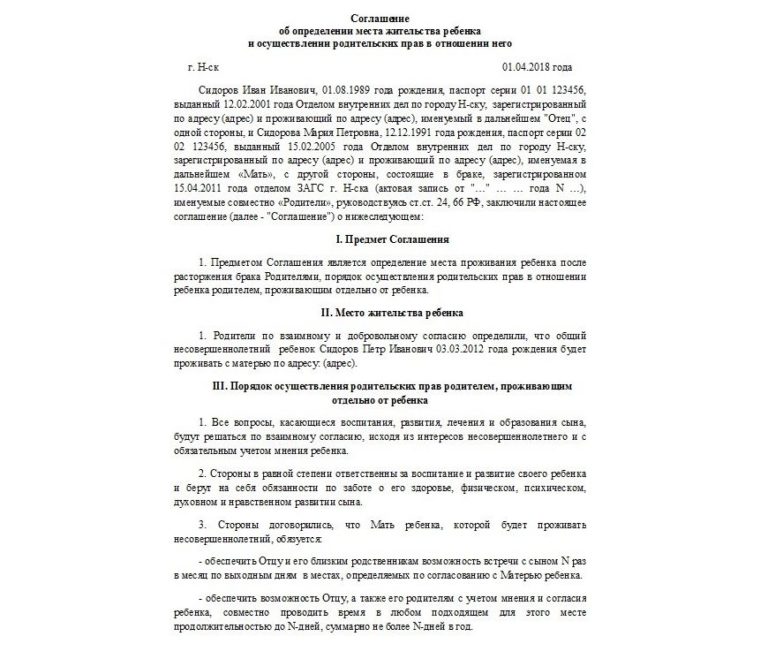 Соглашение
об определении места жительства ребенка
и осуществлении родительских прав в отношении него
г. Н-ск 01.04.2018 года
Сидоров Иван Иванович, 01.08.1989 года рождения, паспорт серии 01 01 123456,
выданный 12.02.2001 года Отделом внутренних дел по городу Н-ску, зарегистрированный
по адресу (адрес) и проживающий по адресу (адрес), именуемый в дальнейшем "Отец", с
одной стороны, и Сидорова Мария Петровна, 12.12.1991 года рождения, паспорт серии 02
02 123456, выданный 15.02.2005 года Отделом внутренних дел по городу Н-ску,
зарегистрированный по адресу (адрес) и проживающий по адресу (адрес), именуемая в
дальнейшем «Мать», с другой стороны, состоящие в браке, зарегистрированном
15.04.2011 года отделом ЗАГС г. Н-ска (актовая запись от "..." ... ... года N ...),
именуемые совместно «Родители», руководствуясь ст.ст. 24, 66 РФ, заключили настоящее
соглашение (далее - "Соглашение") о нижеследующем:
I. Предмет Соглашения
1. Предметом Соглашения является определение места проживания ребенка после
расторжения брака Родителями, порядок осуществления родительских прав в отношении
ребенка родителем, проживающим отдельно от ребенка.
II. Место жительства ребенка
1. Родители по взаимному и добровольному согласию определили, что общий
несовершеннолетний ребенок Сидоров Петр Иванович 03.03.2012 года рождения будет
проживать с матерью по адресу: (адрес).
III. Порядок осуществления родительских прав родителем, проживающим
отдельно от ребенка
1. Все вопросы, касающиеся воспитания, развития, лечения и образования сына,
будут решаться по взаимному согласию, исходя из интересов несовершеннолетнего и с
обязательным учетом мнения ребенка.
2. Стороны в равной степени ответственны за воспитание и развитие своего ребенка
и берут на себя обязанности по заботе о его здоровье, физическом, психическом,
духовном и нравственном развитии сына.
3. Стороны договорились, что Мать ребенка, которой будет проживать
несовершеннолетний, обязуется:
- обеспечить Отцу и его близким родственникам возможность встречи с сыном N раз
в месяц по выходным дням в местах, определяемых по согласованию с Матерью ребенка.
- обеспечить возможность Отцу, а также его родителям с учетом мнения и согласия
ребенка, совместно проводить время в любом подходящем для этого месте
продолжительностью до N-дней, суммарно не более N-дней в год.